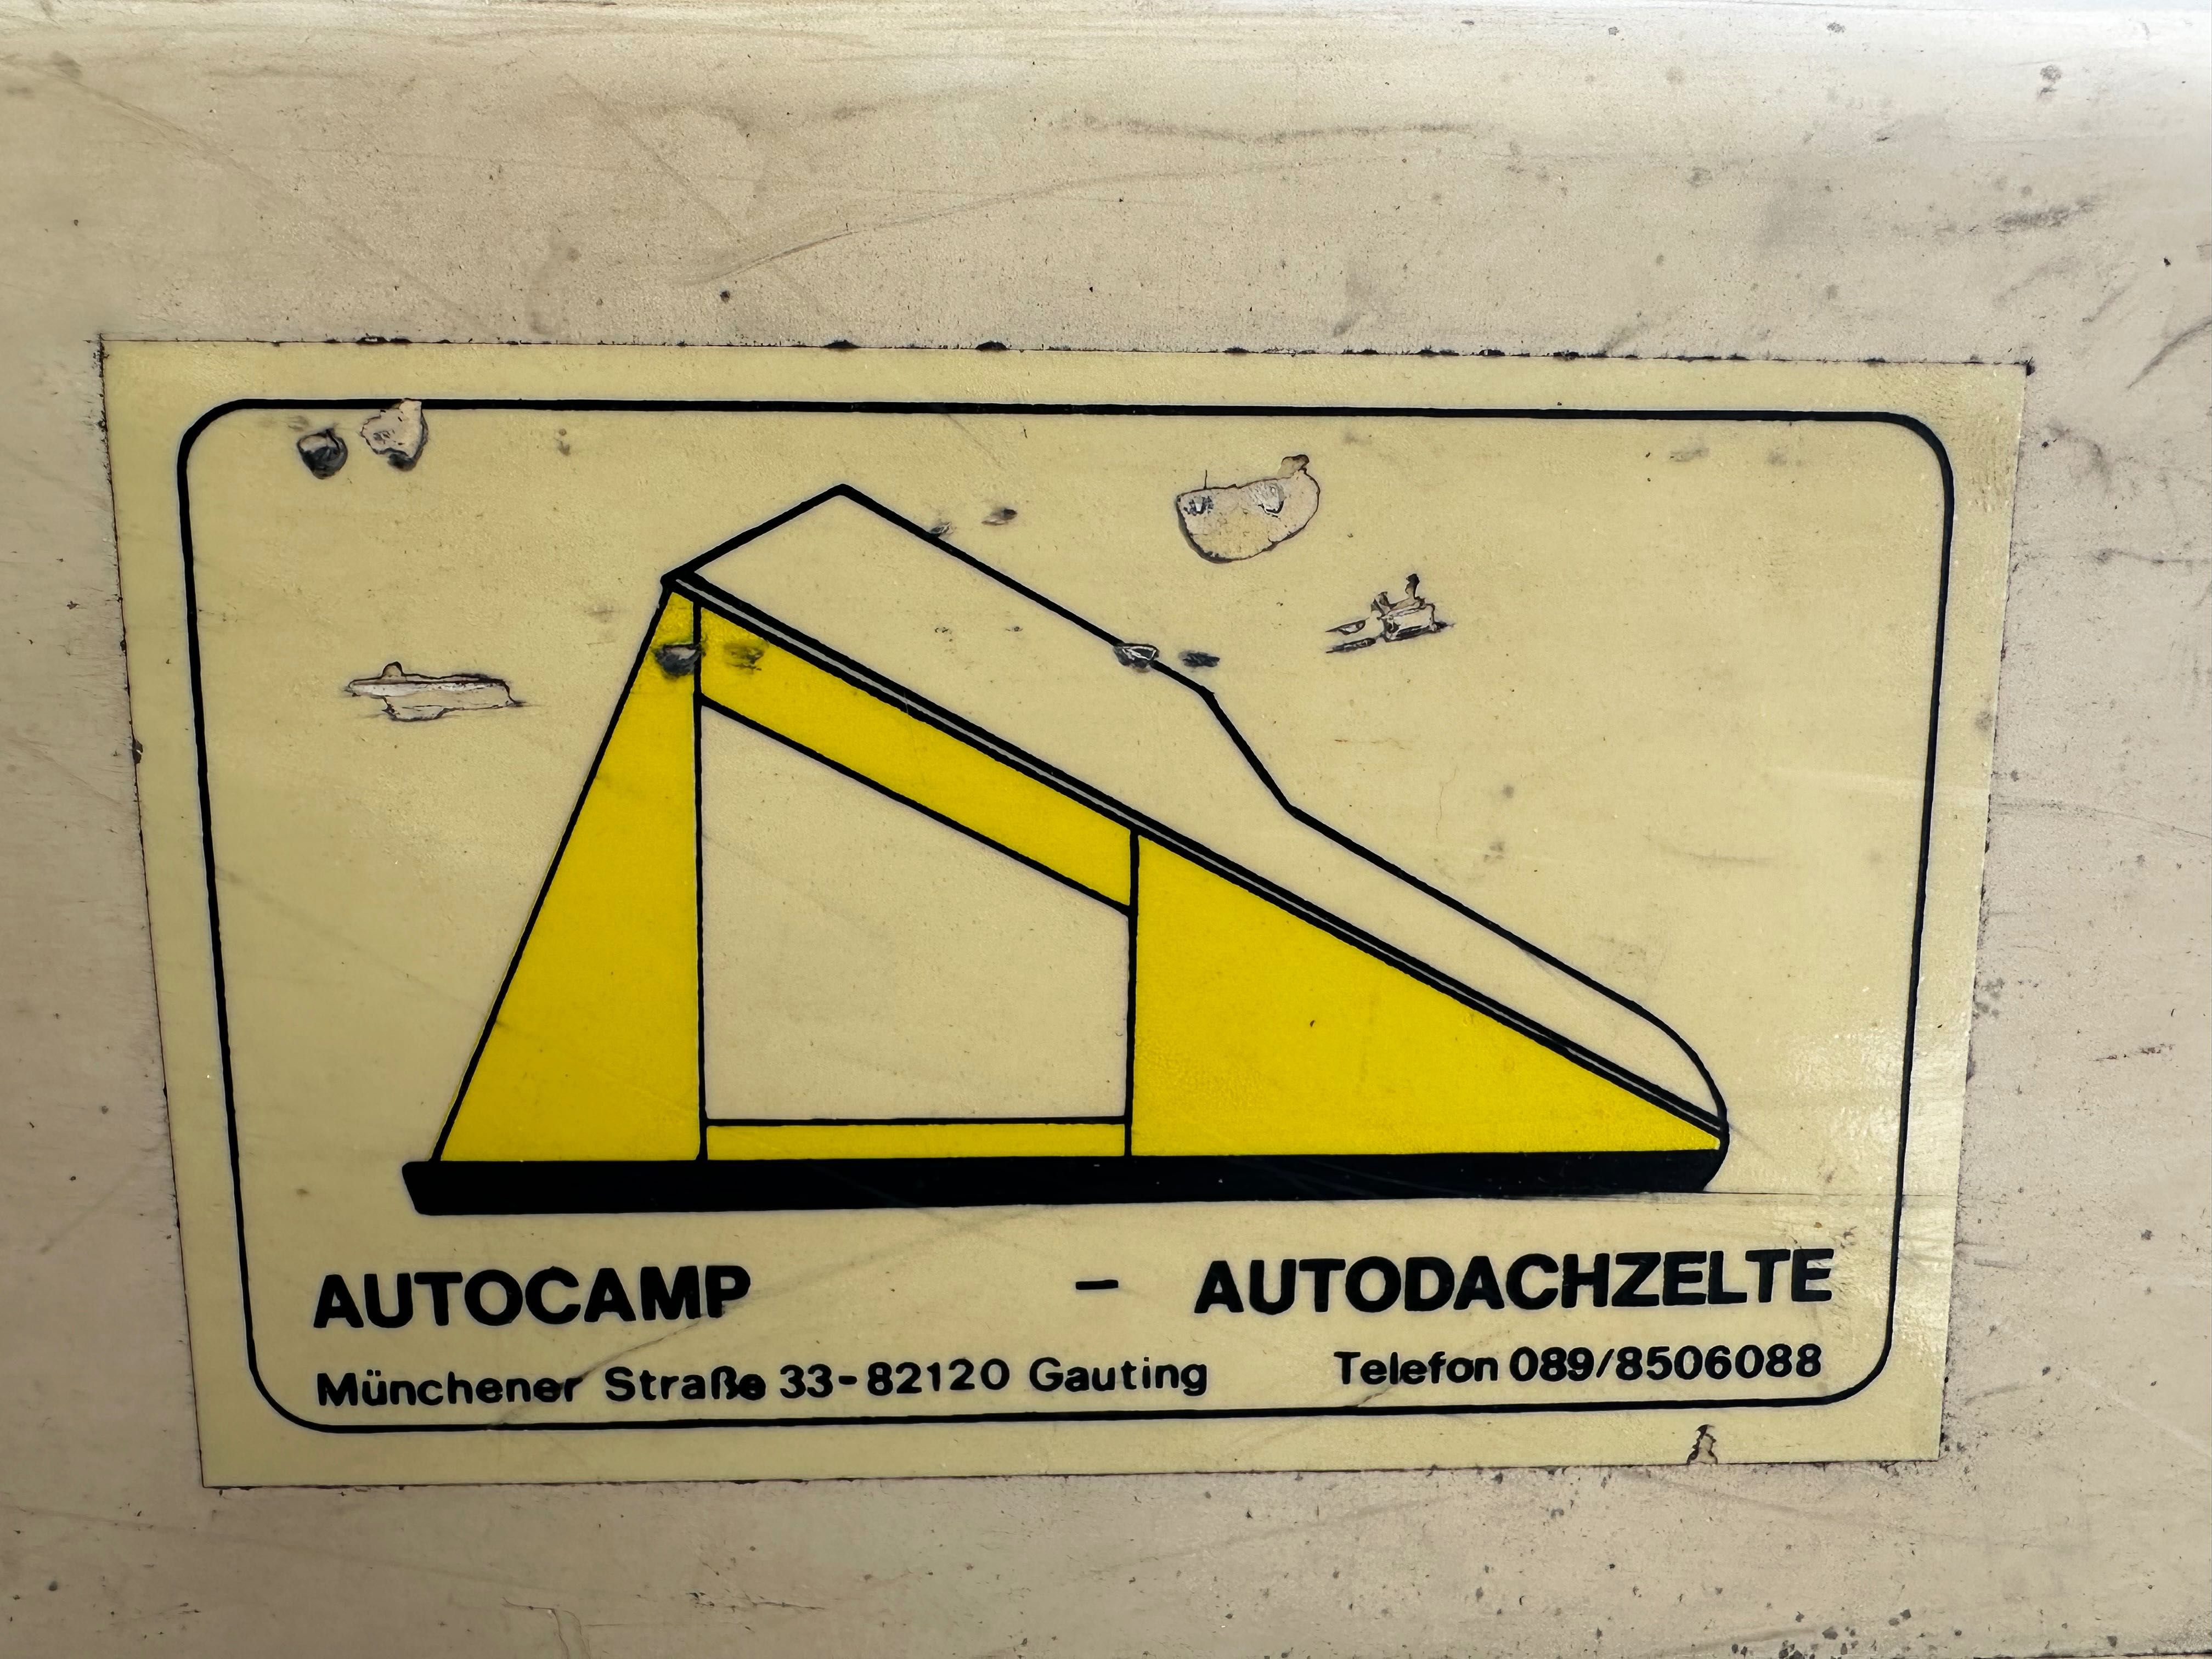 AUTOCAMP – AUTODACHZELTE
Münchener Straße 33-82120 Gauting Telefon 089/8506088